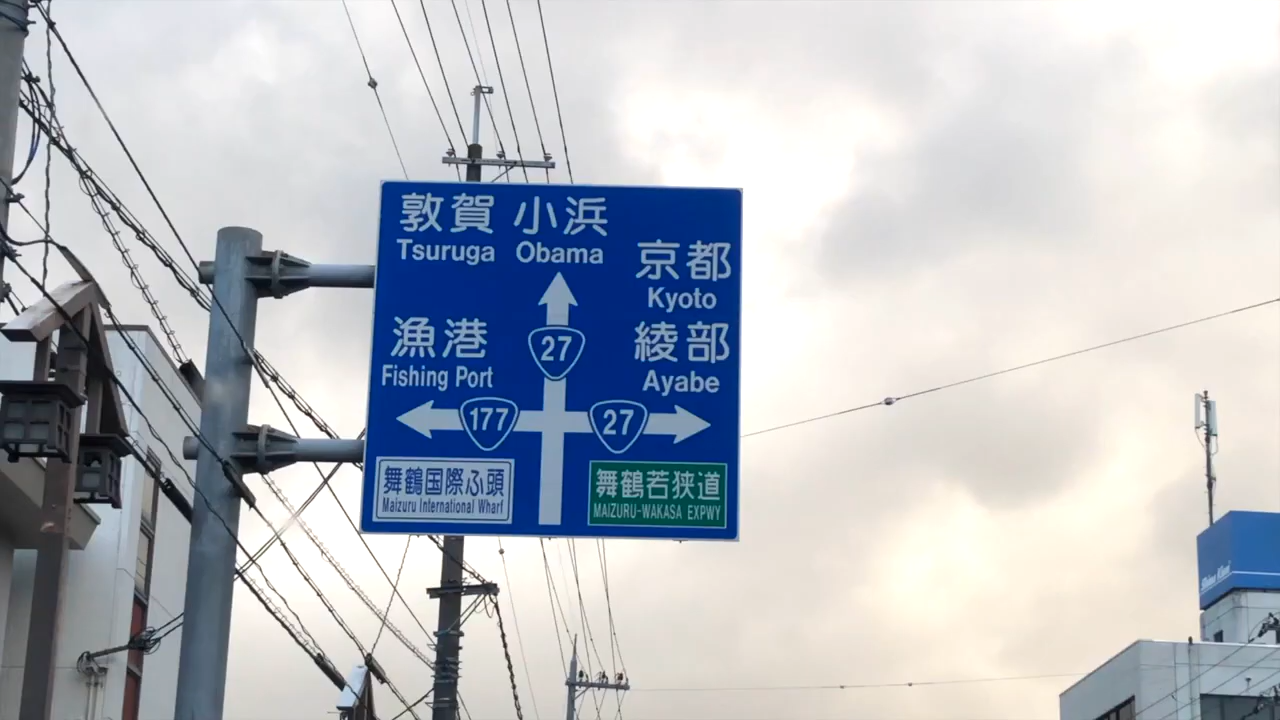 敦賀 小浜
Tsuruga Obama
京都
Kyoto
漁港
Fishing Port
27
綾部
Ayabe
177
27
舞鶴国際ふ頭
Maizuru International Wharf
舞鶴若狭道
MAIZURU-WAKASA EXPWY